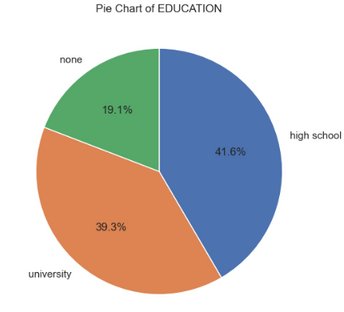 Pie Chart of EDUCATION
none
19.1%
high school
41.6%
39.3%
university